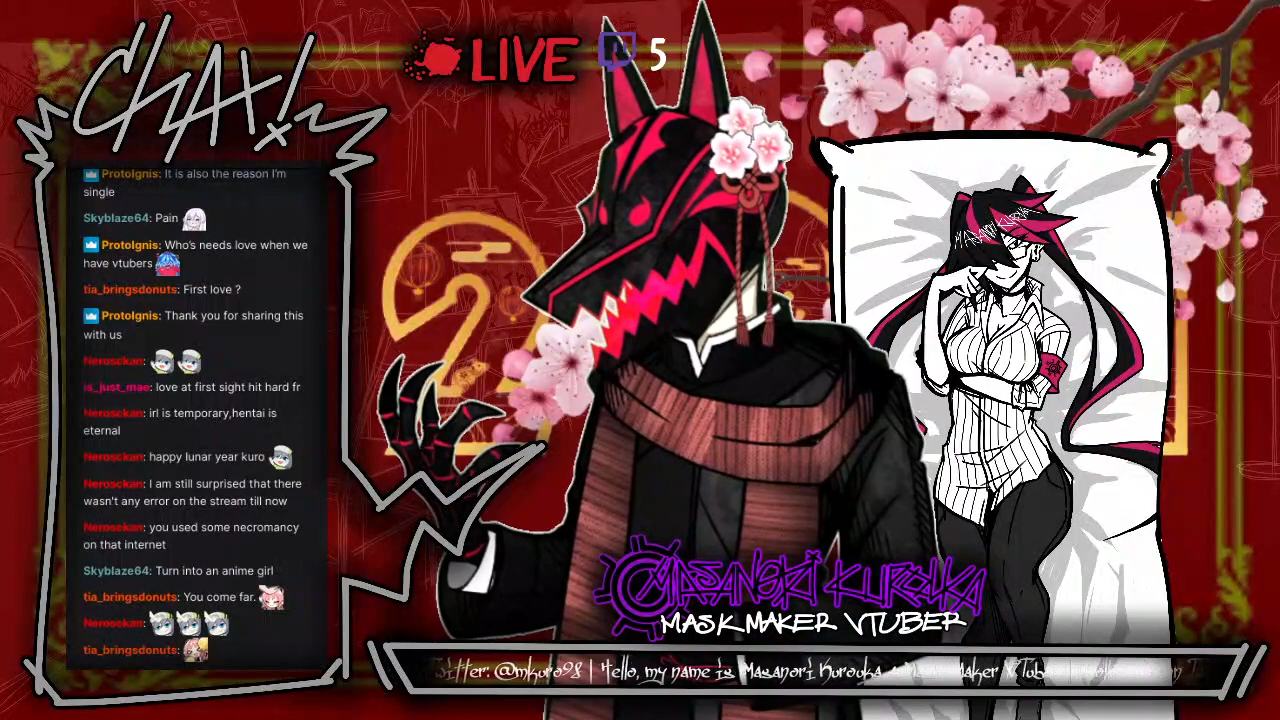 CHAT!
LIVE 5
ProtoIgnis: It is also the reason I'm
single
Skyblaze64: Pain
ProtoIgnis: Who's needs love when we
have vtubers
tia_bringsdonuts: First love ?
ProtoIgnis: Thank you for sharing this
with us
Nerosckan:
is_just_mae: love at first sight hit hard fr
Nerosckan: irl is temporary,hentai is
eternal
Nerosckan: happy lunar year kuro
Nerosckan: I am still surprised that there
wasn't any error on the stream till now
Nerosckan: you used some necromancy
on that internet
Skyblaze64: Turn into an anime girl
tia_bringsdonuts: You come far.
Nerosckan:
tia_bringsdonuts:
MASANORI KUROUKA
MASK MAKER VTUBER
itter: @mkuro98 | Hello, my name is Masanori Kurouka